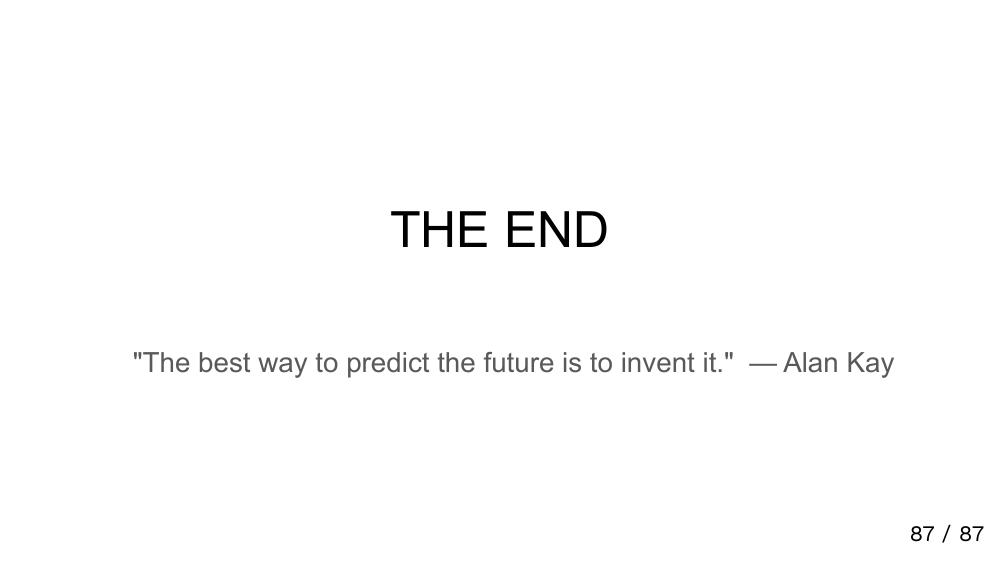 THE END
"The best way to predict the future is to invent it."  — Alan Kay
87 / 87